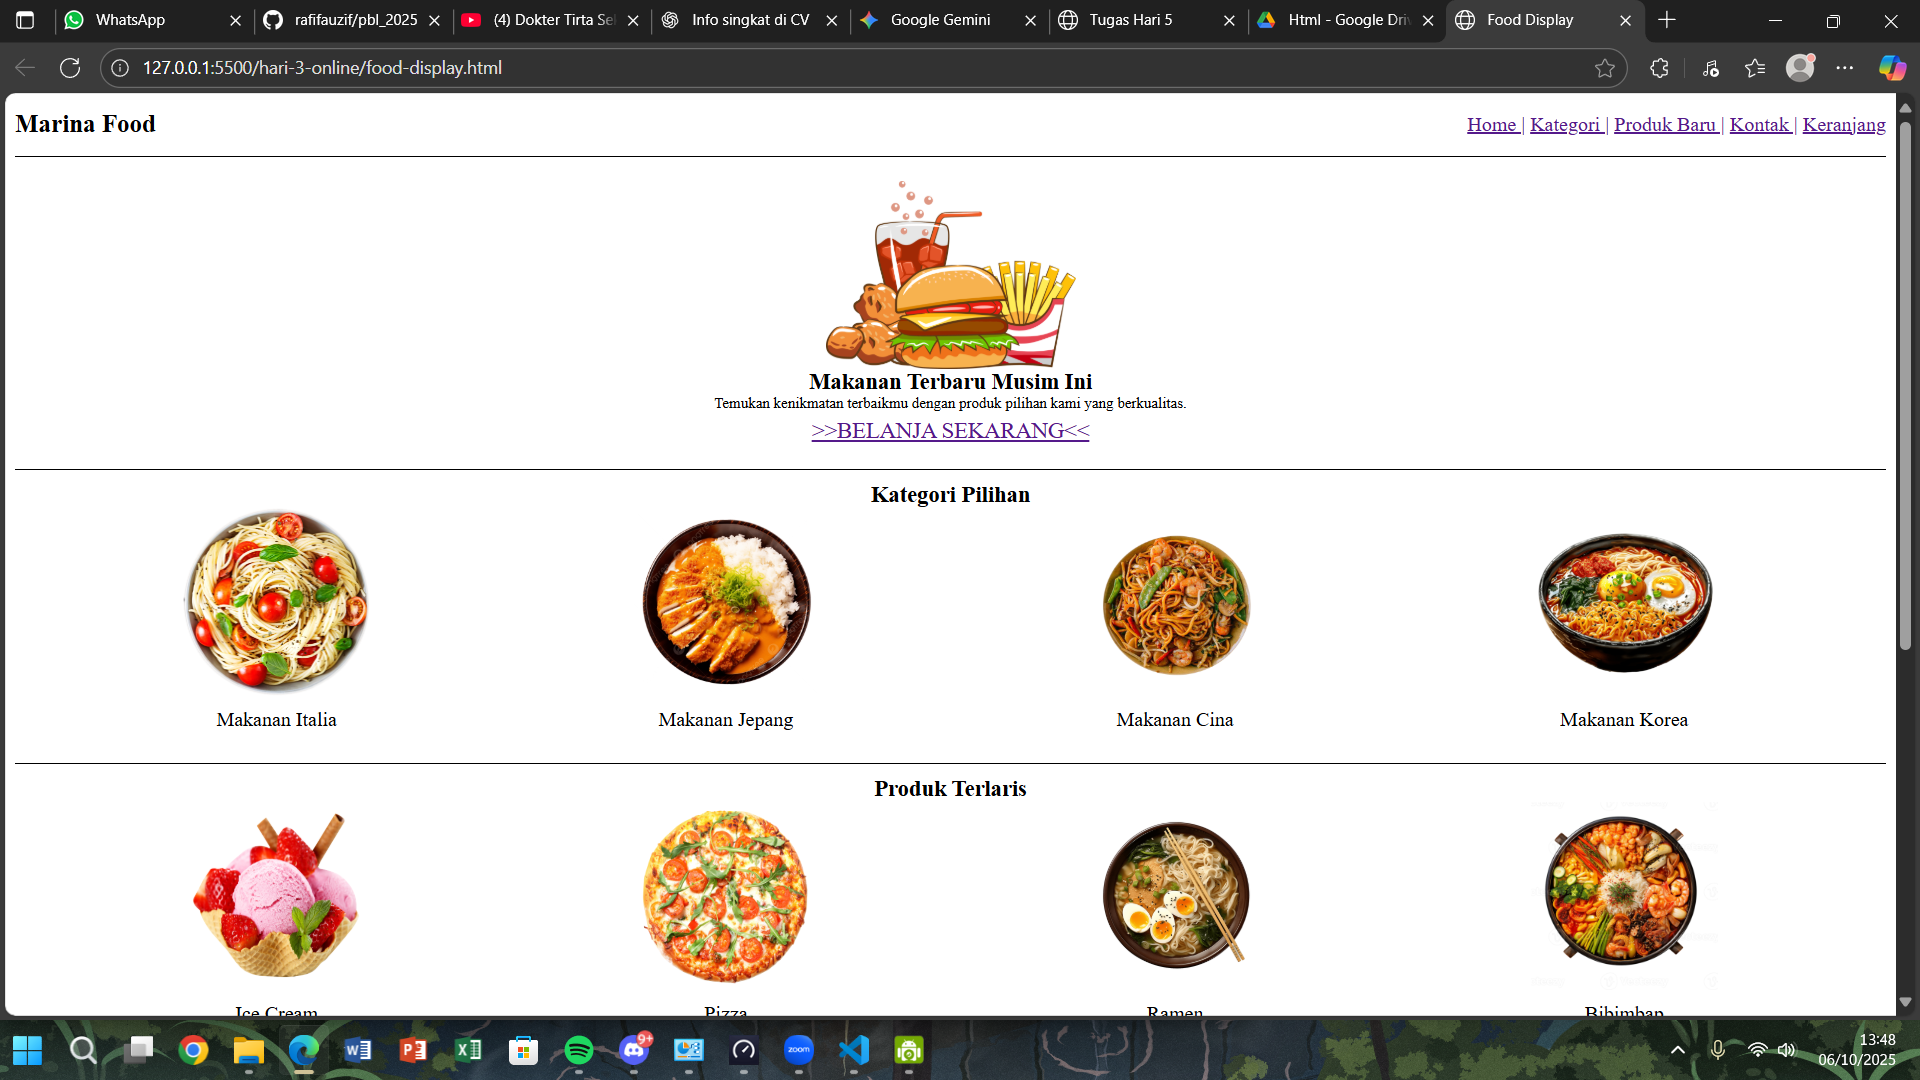 WhatsApp
rafifauzif/pbl_2025
(4) Dokter Tirta Se
Info singkat di CV
Google Gemini
Tugas Hari 5
Html - Google Dri
Food Display
127.0.0.1:5500/hari-3-online/food-display.html
Marina Food
Home | Kategori | Produk Baru | Kontak | Keranjang
Makanan Terbaru Musim Ini
Temukan kenikmatan terbaikmu dengan produk pilihan kami yang berkualitas.
>>BELANJA SEKARANG<<
Kategori Pilihan
Makanan Italia
Makanan Jepang
Makanan Cina
Makanan Korea
Produk Terlaris
Ice Cream
Pizza
Ramen
Bibimbap
9+
zoom
13:48
06/10/2025